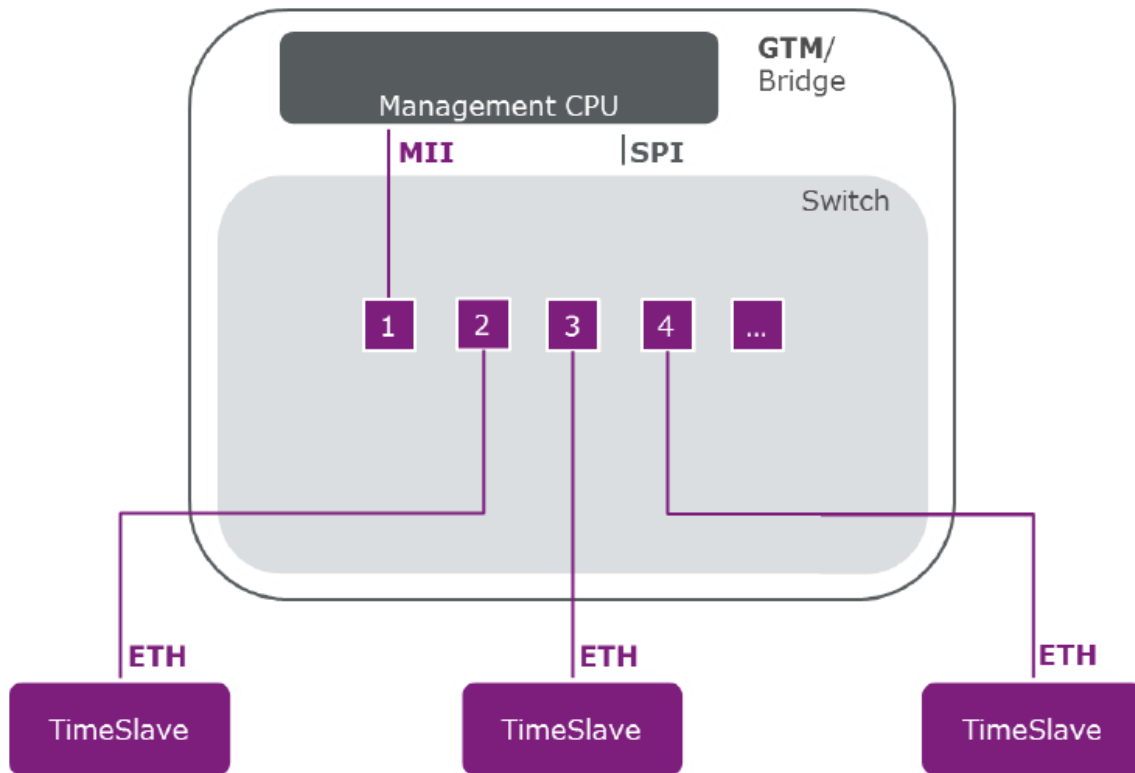 GTM/
Bridge
Management CPU
MII
SPI
Switch
1
2
3
4
...
ETH
ETH
ETH
TimeSlave
TimeSlave
TimeSlave